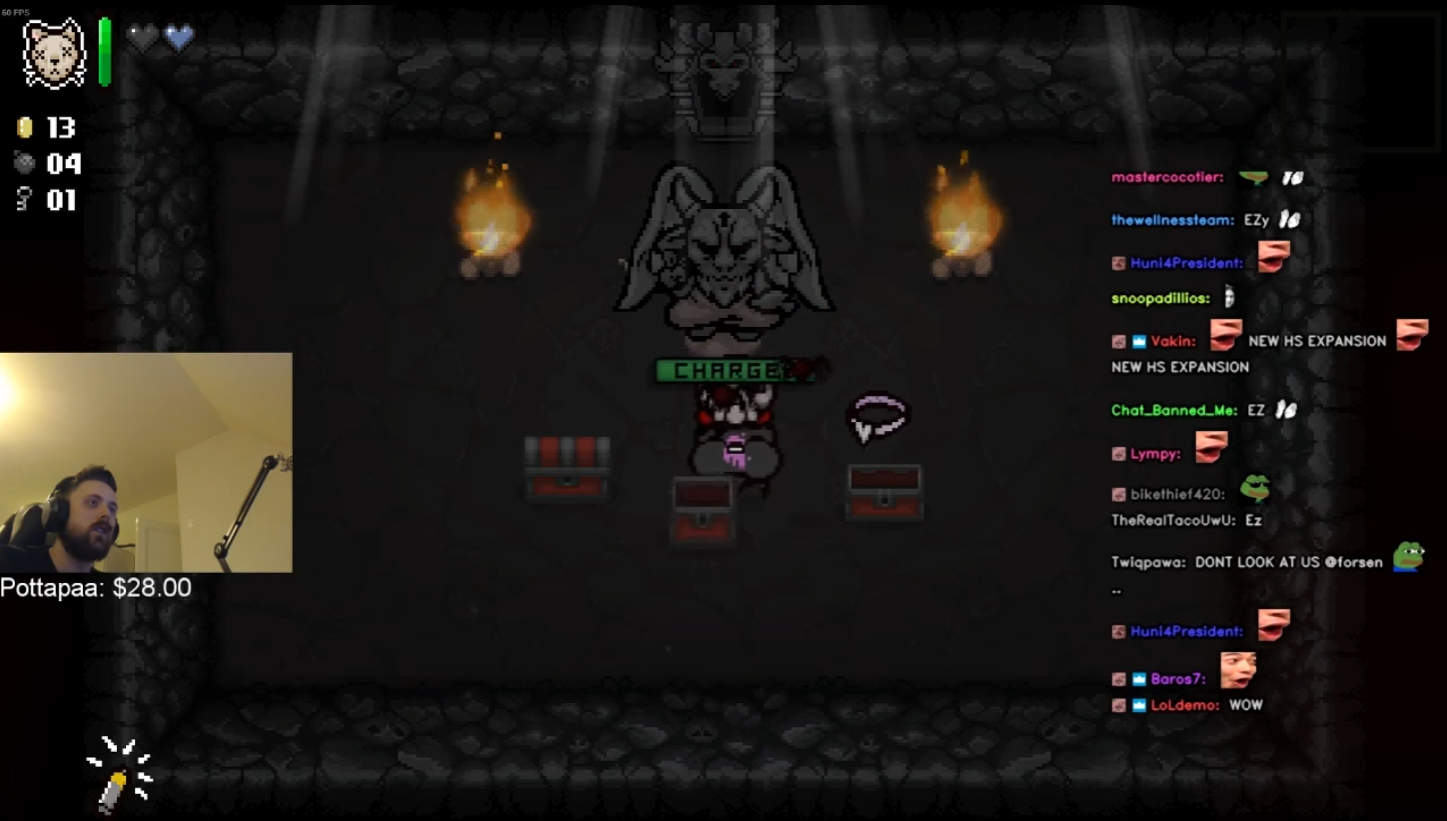 60 FPS
13
04
01
CHARGE
mastercocotier:
thewellnessteam: EZy
Huni4President:
snoopadillios:
Vakin: NEW HS EXPANSION
NEW HS EXPANSION
Chat_Banned_Me: EZ
Lympy:
bikethief420:
TheRealTacoUwU: Ez
Twiqpawa: DONT LOOK AT US @forsen
--
Huni4President:
Baros7:
LoLdemo: WOW
Pottapaa: $28.00